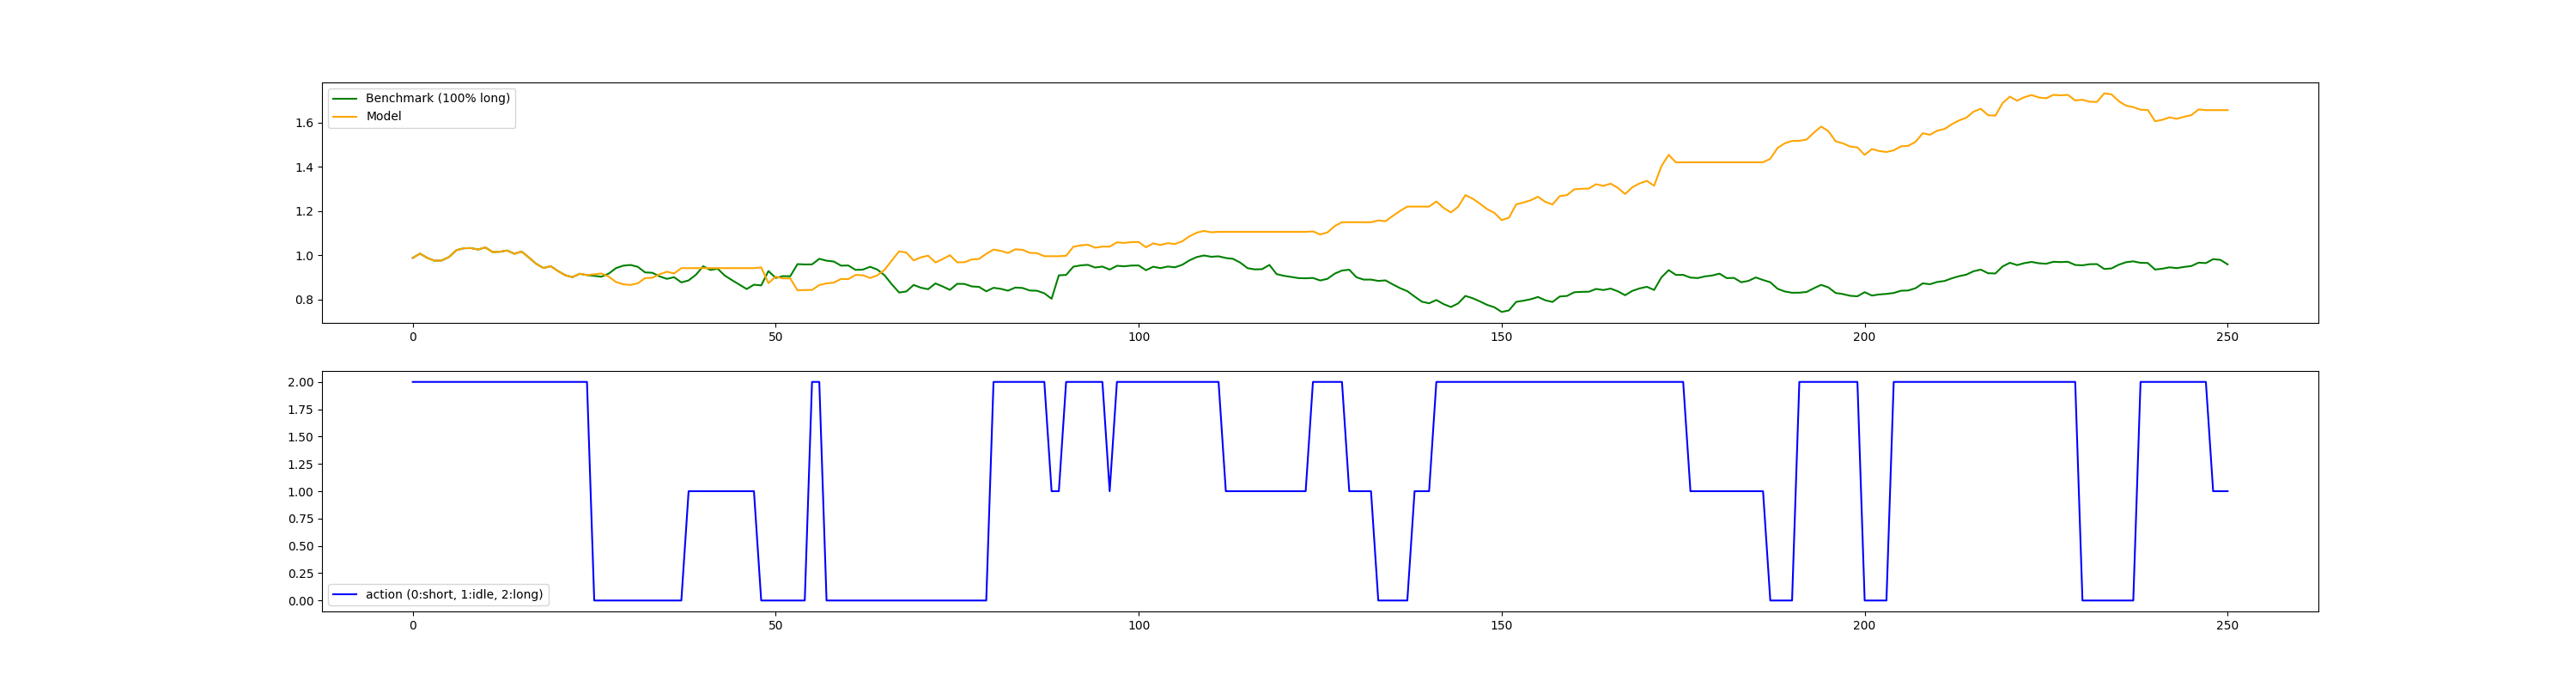 Benchmark (100% long)
Model
1.6
1.4
1.2
1.0
0.8
0 50 100 150 200 250
2.00
1.75
1.50
1.25
1.00
0.75
0.50
0.25
0.00
action (0:short, 1:idle, 2:long)
0 50 100 150 200 250